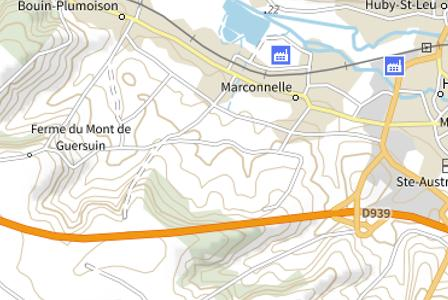 Bouin-Plumoison
Huby-St-Leu
22
Marconnelle
Ferme du Mont de
Guersuin
Ste-Austr
D939
H
M